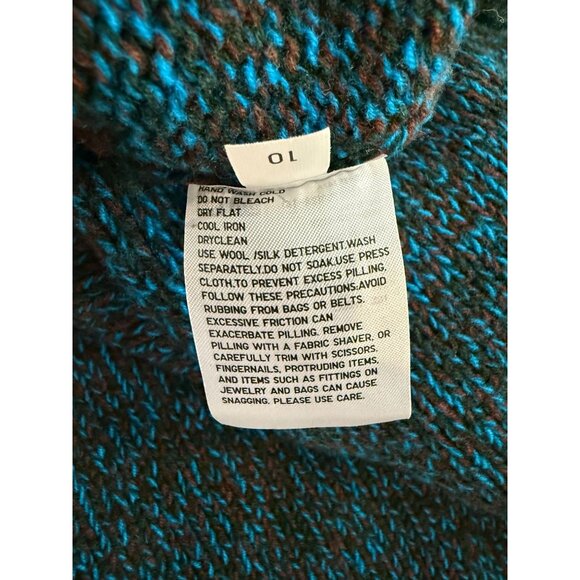 10
HAND WASH COLD
DO NOT BLEACH
DRY FLAT
COOL IRON
DRYCLEAN
USE WOOL /SILK DETERGENT,WASH
SEPARATELY.DO NOT SOAK.USE PRESS
CLOTH.TO PREVENT EXCESS PILLING,
FOLLOW THESE PRECAUTIONS:AVOID
RUBBING FROM BAGS OR BELTS.
EXCESSIVE FRICTION CAN
EXACERBATE PILLING. REMOVE
PILLING WITH A FABRIC SHAVER, OR
CAREFULLY TRIM WITH SCISSORS.
FINGERNAILS, PROTRUDING ITEMS,
AND ITEMS SUCH AS FITTINGS ON
JEWELRY AND BAGS CAN CAUSE
SNAGGING. PLEASE USE CARE.